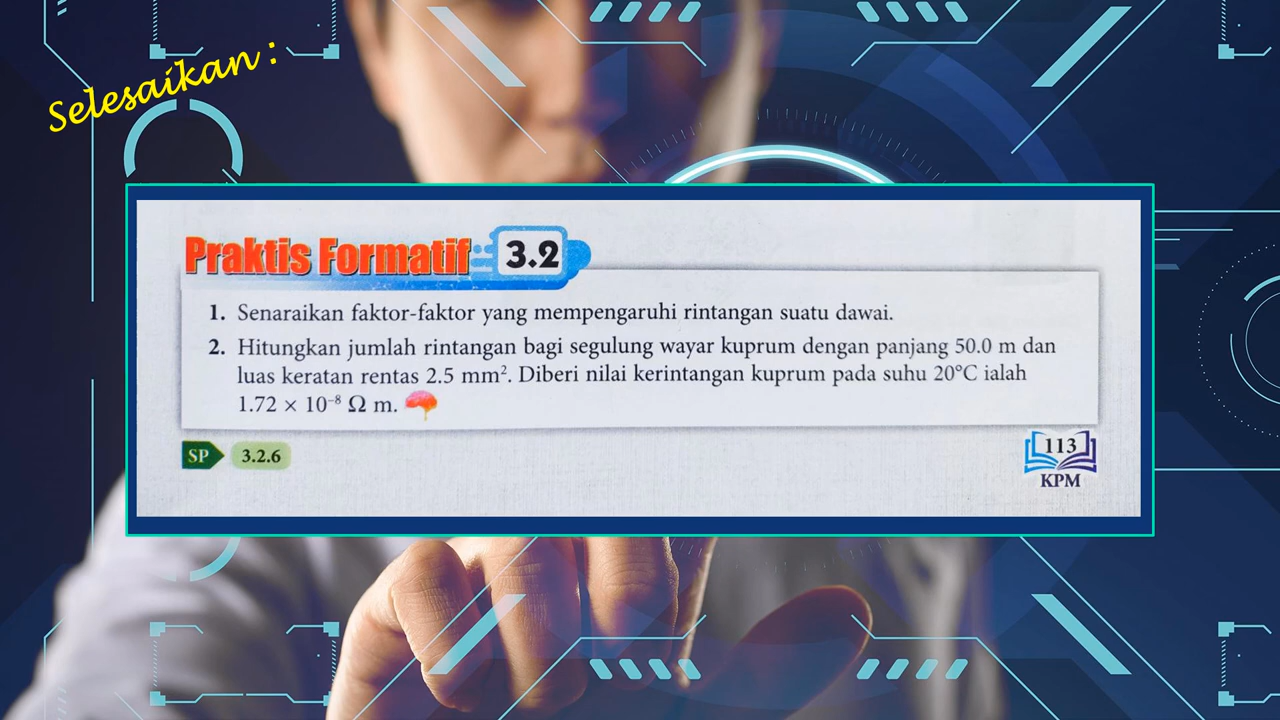 Selesaikan :
Praktis Formatif 3.2
1. Senaraikan faktor-faktor yang mempengaruhi rintangan suatu dawai.
2. Hitungkan jumlah rintangan bagi segulung wayar kuprum dengan panjang 50.0 m dan
luas keratan rentas 2.5 mm². Diberi nilai kerintangan kuprum pada suhu 20°C ialah
1.72 × 10⁻⁸ Ω m.
SP 3.2.6
113
KPM